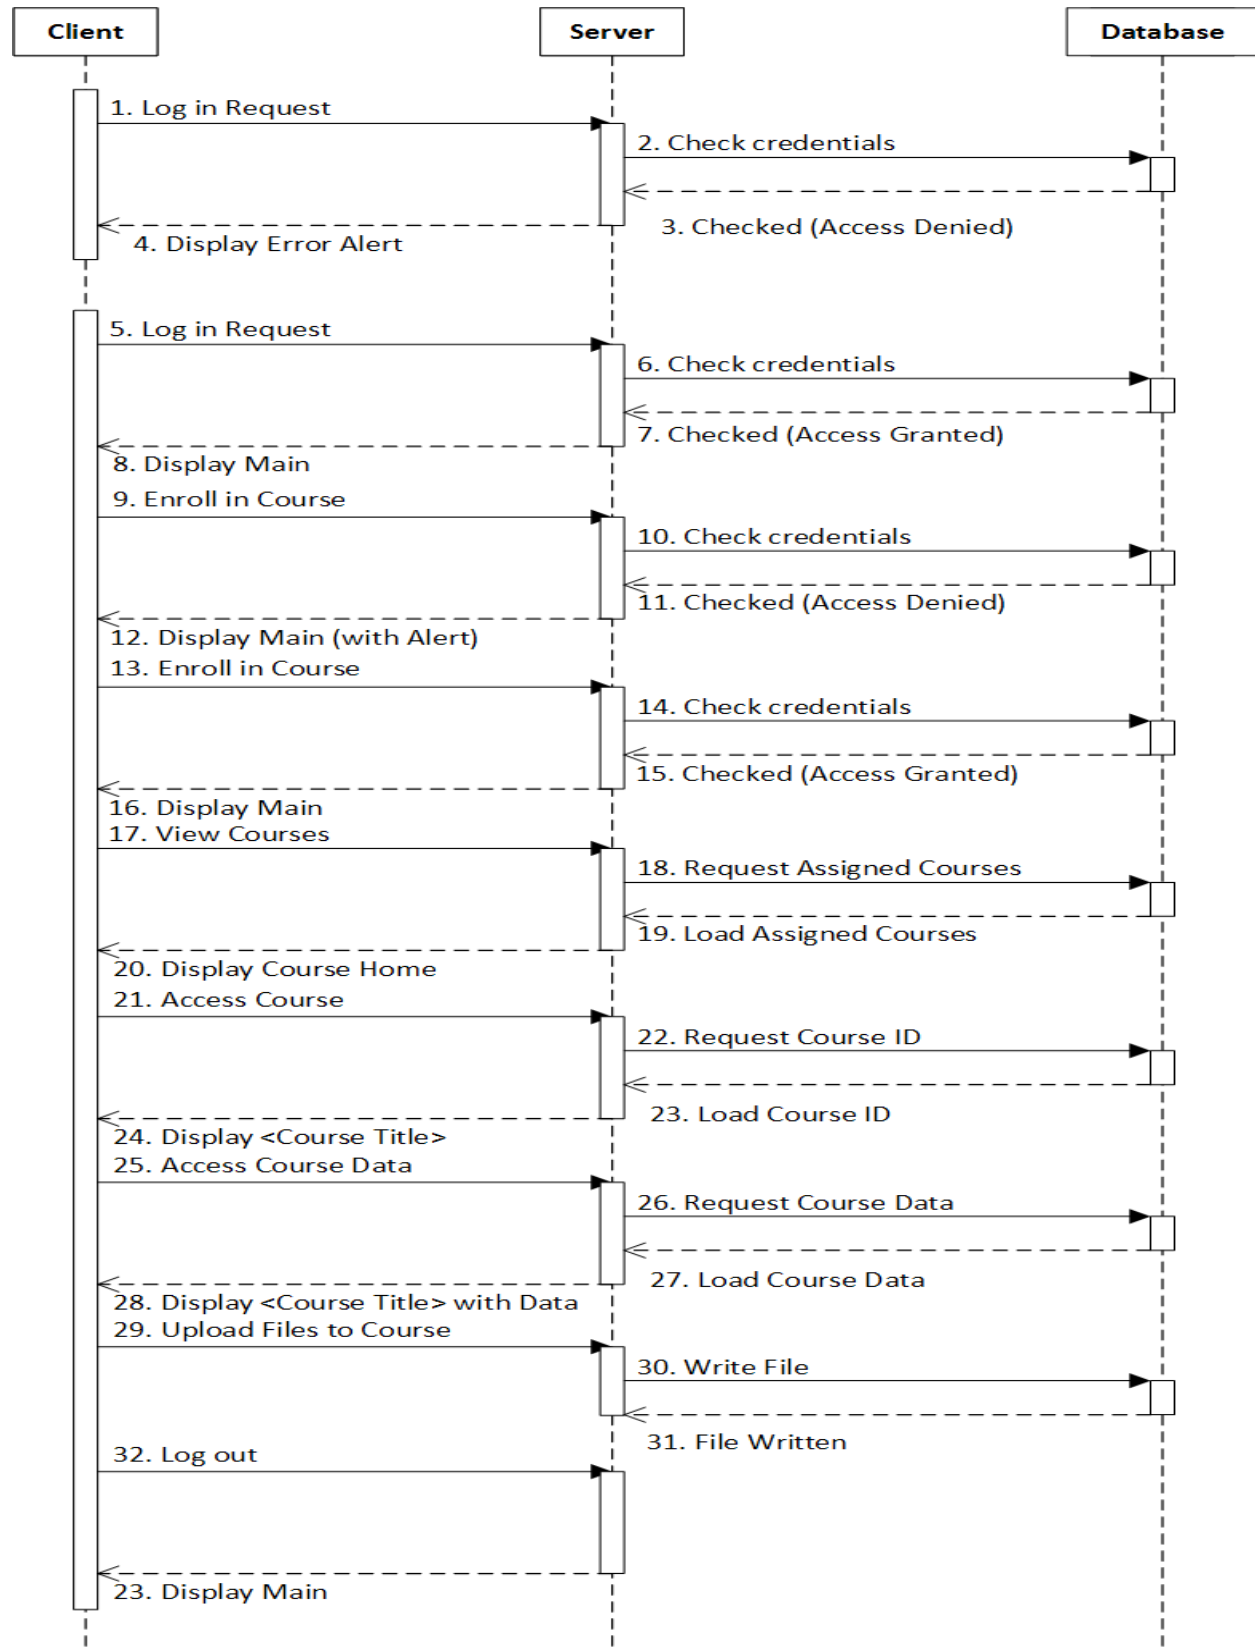 Client
Server
Database
1. Log in Request
2. Check credentials
3. Checked (Access Denied)
4. Display Error Alert
5. Log in Request
6. Check credentials
7. Checked (Access Granted)
8. Display Main
9. Enroll in Course
10. Check credentials
11. Checked (Access Denied)
12. Display Main (with Alert)
13. Enroll in Course
14. Check credentials
15. Checked (Access Granted)
16. Display Main
17. View Courses
18. Request Assigned Courses
19. Load Assigned Courses
20. Display Course Home
21. Access Course
22. Request Course ID
23. Load Course ID
24. Display <Course Title>
25. Access Course Data
26. Request Course Data
27. Load Course Data
28. Display <Course Title> with Data
29. Upload Files to Course
30. Write File
31. File Written
32. Log out
23. Display Main